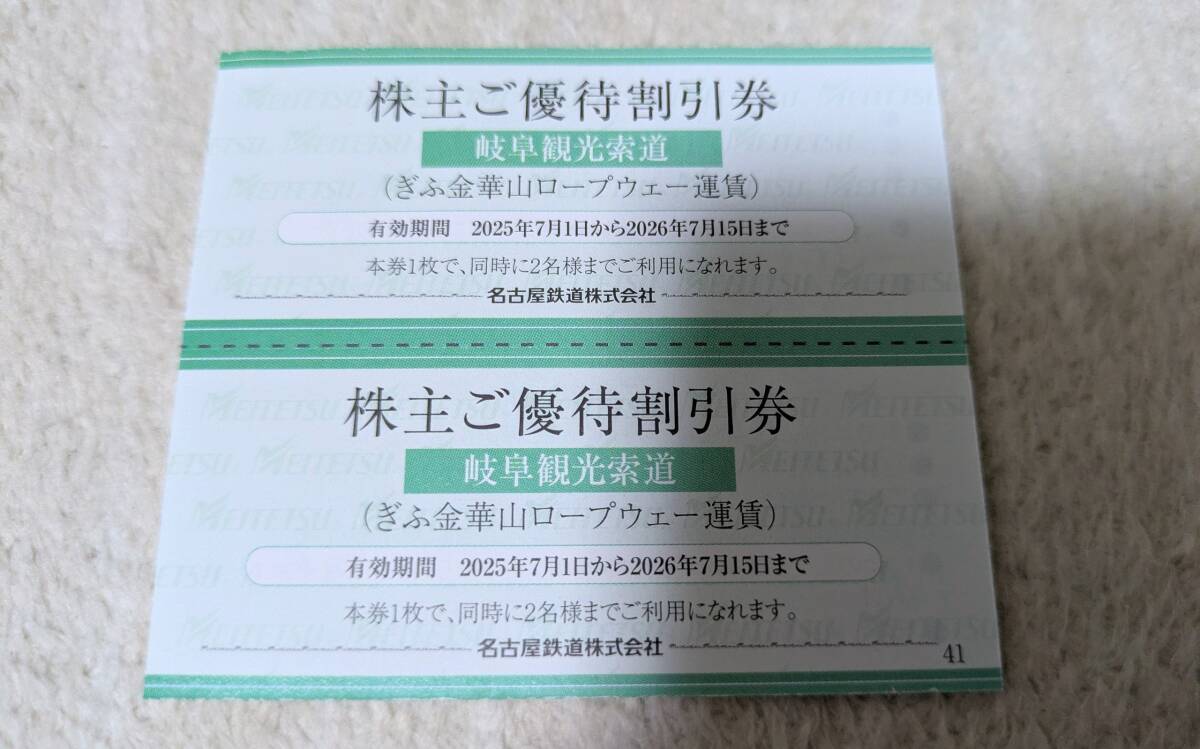 株主ご優待割引券
岐阜観光索道
(ぎふ金華山ロープウェー運賃)
有効期間 2025年7月1日から2026年7月15日まで
本券1枚で、同時に2名様までご利用になれます。
名古屋鉄道株式会社
株主ご優待割引券
岐阜観光索道
(ぎふ金華山ロープウェー運賃)
有効期間 2025年7月1日から2026年7月15日まで
本券1枚で、同時に2名様までご利用になれます。
名古屋鉄道株式会社
41